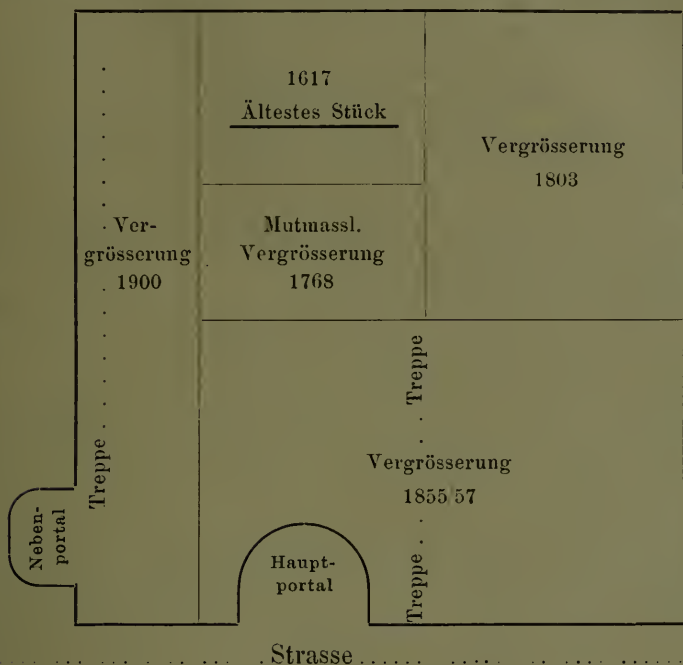 1617
Ältestes Stück
Vergrösserung
1803
Ver-
grösserung
1900
Mutmassl.
Vergrösserung
1768
Treppe
Vergrösserung
1855/57
Treppe
Neben-
portal
Haupt-
portal
Treppe
Strasse